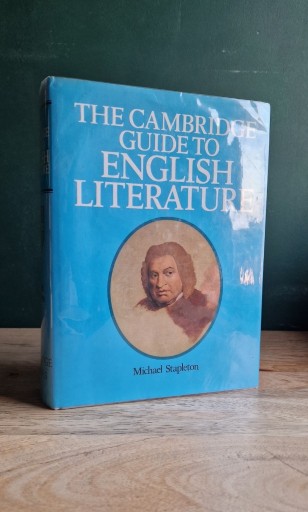 THE CAMBRIDGE
GUIDE TO
ENGLISH
LITERATURE
Michael Stapleton